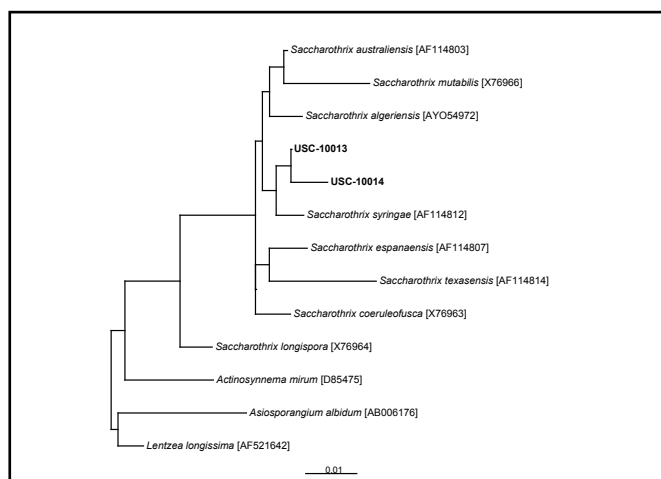 Saccharothrix australiensis [AF114803]
Saccharothrix mutabilis [X76966]
Saccharothrix algeriensis [AYO54972]
USC-10013
USC-10014
Saccharothrix syringae [AF114812]
Saccharothrix espanaensis [AF114807]
Saccharothrix texasensis [AF114814]
Saccharothrix coeruleofusca [X76963]
Saccharothrix longispora [X76964]
Actinosynnema mirum [D85475]
Asiosporangium albidum [AB006176]
Lentzea longissima [AF521642]
0.01